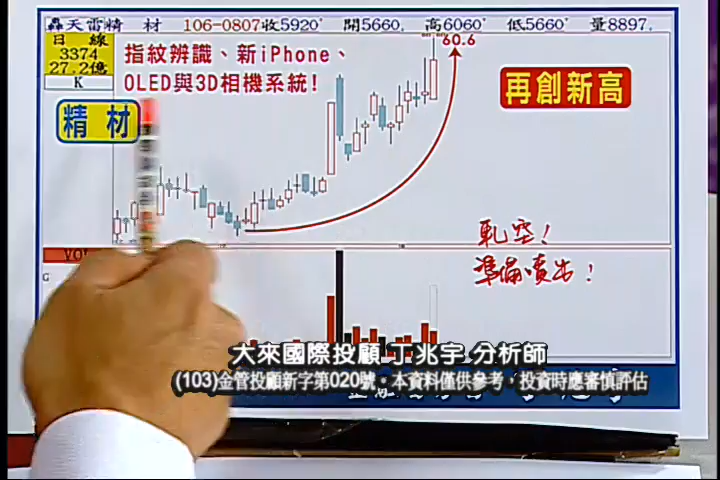 轟天雷精 材 106-0807收5920' 開5660' 高6060' 低5660' 量8897,
日 線
3374
27.2億
K
指紋辨識、新iPhone、
OLED與3D相機系統!
精 材
60.6
再創新高
軋空!
準備噴出!
VOL
G
大來國際投顧 丁兆宇 分析師
(103)金管投顧新字第020號,本資料僅供參考,投資時應審慎評估